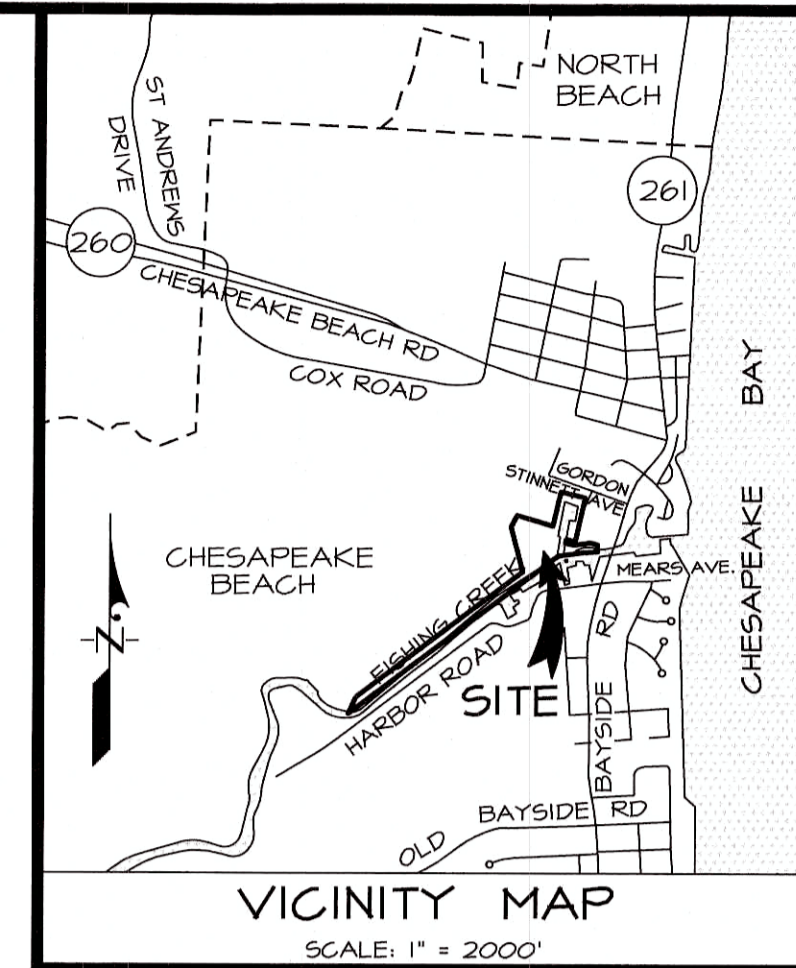 NORTH
BEACH
ST ANDREWS
DRIVE
261
260
CHESAPEAKE BEACH RD
COX ROAD
CHESAPEAKE BAY
GORDON
STINNETT AVE
CHESAPEAKE
BEACH
MEARS AVE.
FISHING CREEK
HARBOR ROAD
SITE
N
BAYSIDE RD
OLD BAYSIDE RD
VICINITY MAP
SCALE: 1" = 2000'